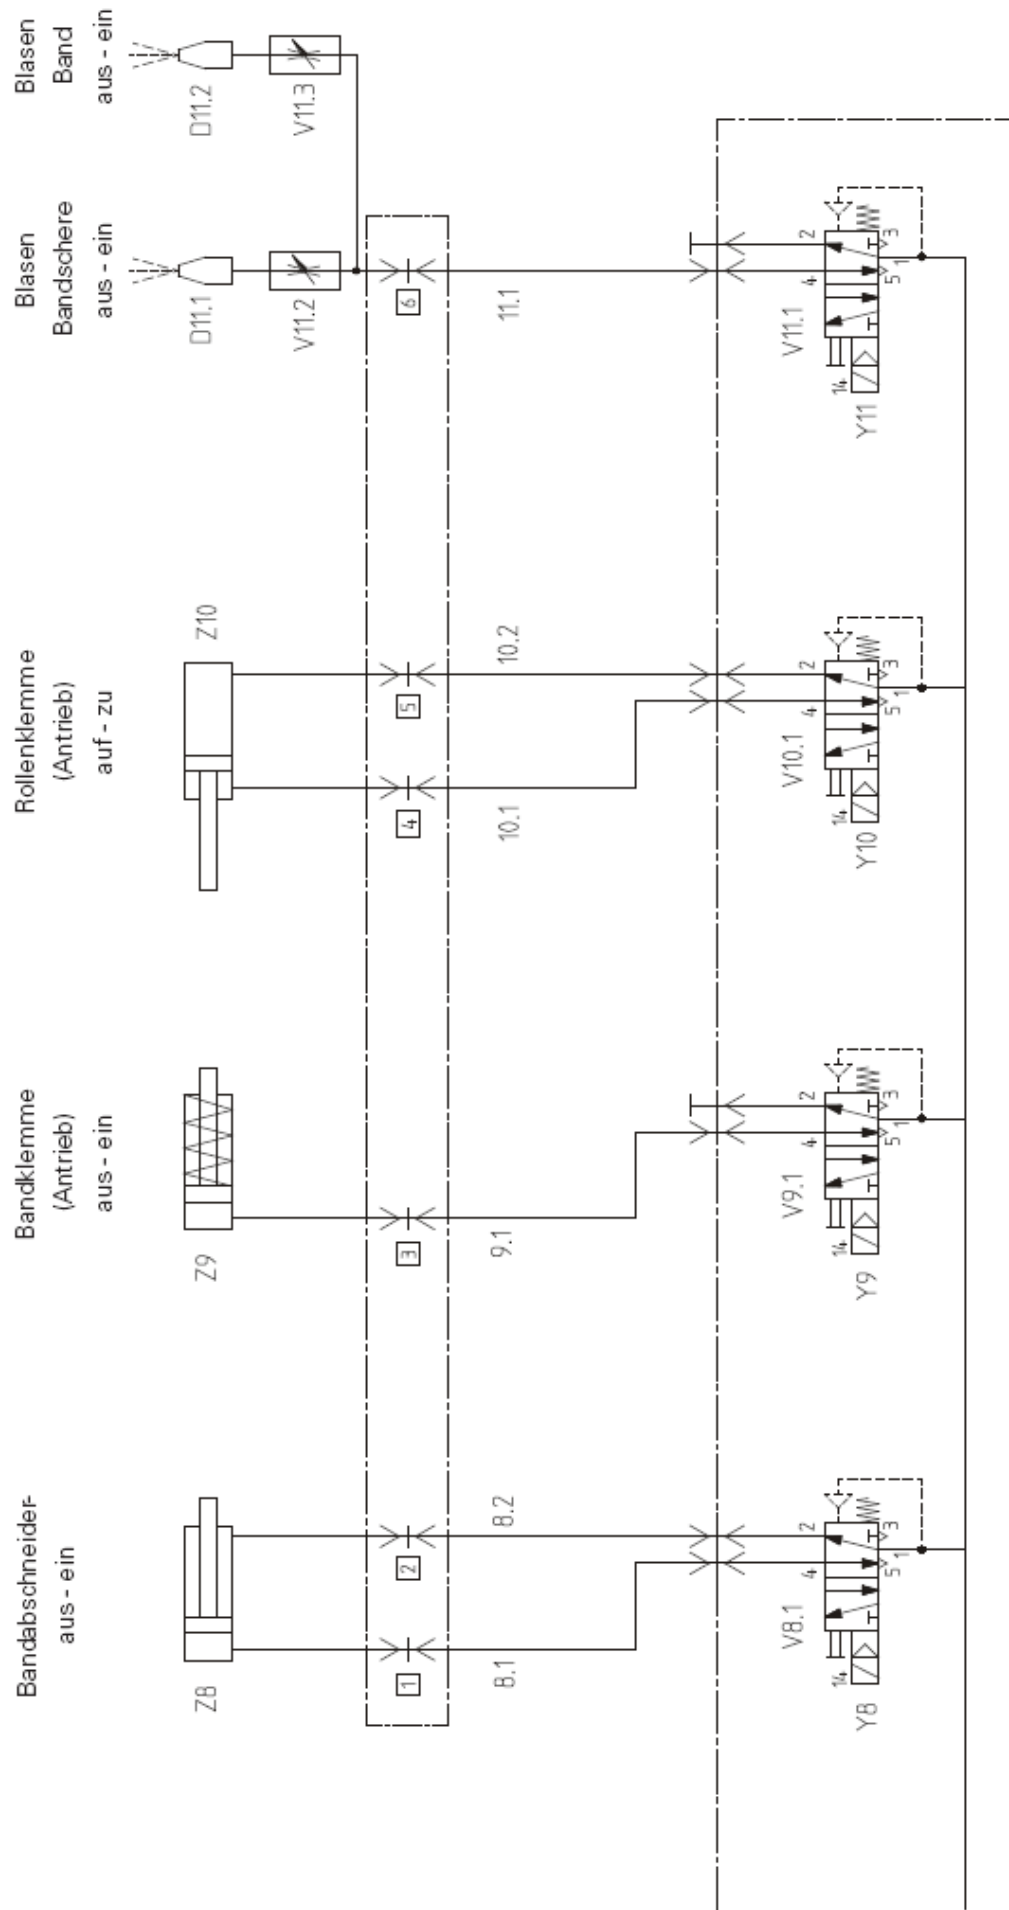 Bandabschneider-
aus - ein
Bandklemme
(Antrieb)
aus - ein
Rollenklemme
(Antrieb)
auf - zu
Blasen
Bandschere
aus - ein
Blasen
Band
aus - ein
Z8
Z9
Z10
D11.1
D11.2
V11.2
V11.3
1
2
3
4
5
6
8.1
8.2
9.1
10.1
10.2
11.1
V8.1
4
2
14
5
1
3
Y8
V9.1
4
2
14
5
1
3
Y9
V10.1
4
2
14
5
1
3
Y10
V11.1
4
2
14
5
1
3
Y11